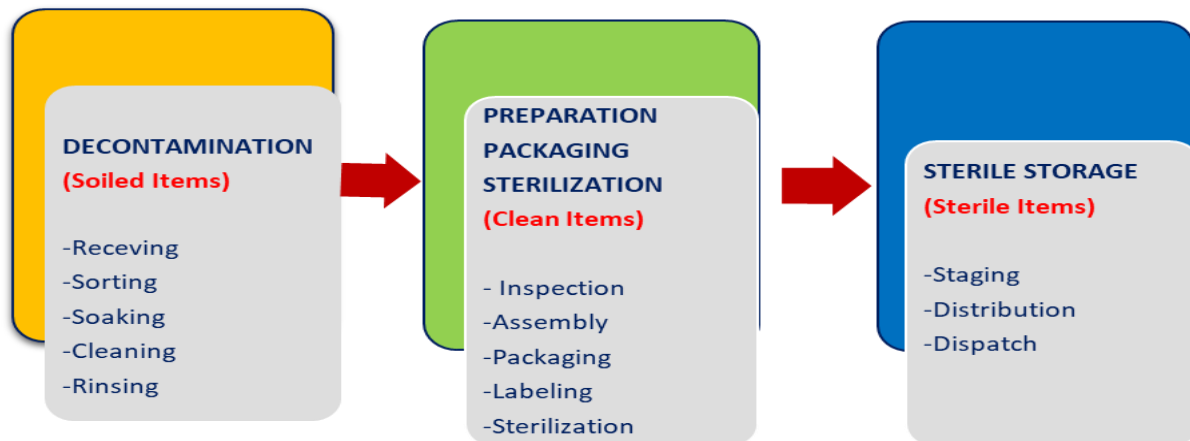 DECONTAMINATION
(Soiled Items)
-Receving
-Sorting
-Soaking
-Cleaning
-Rinsing
PREPARATION
PACKAGING
STERILIZATION
(Clean Items)
- Inspection
-Assembly
-Packaging
-Labeling
-Sterilization
STERILE STORAGE
(Sterile Items)
-Staging
-Distribution
-Dispatch